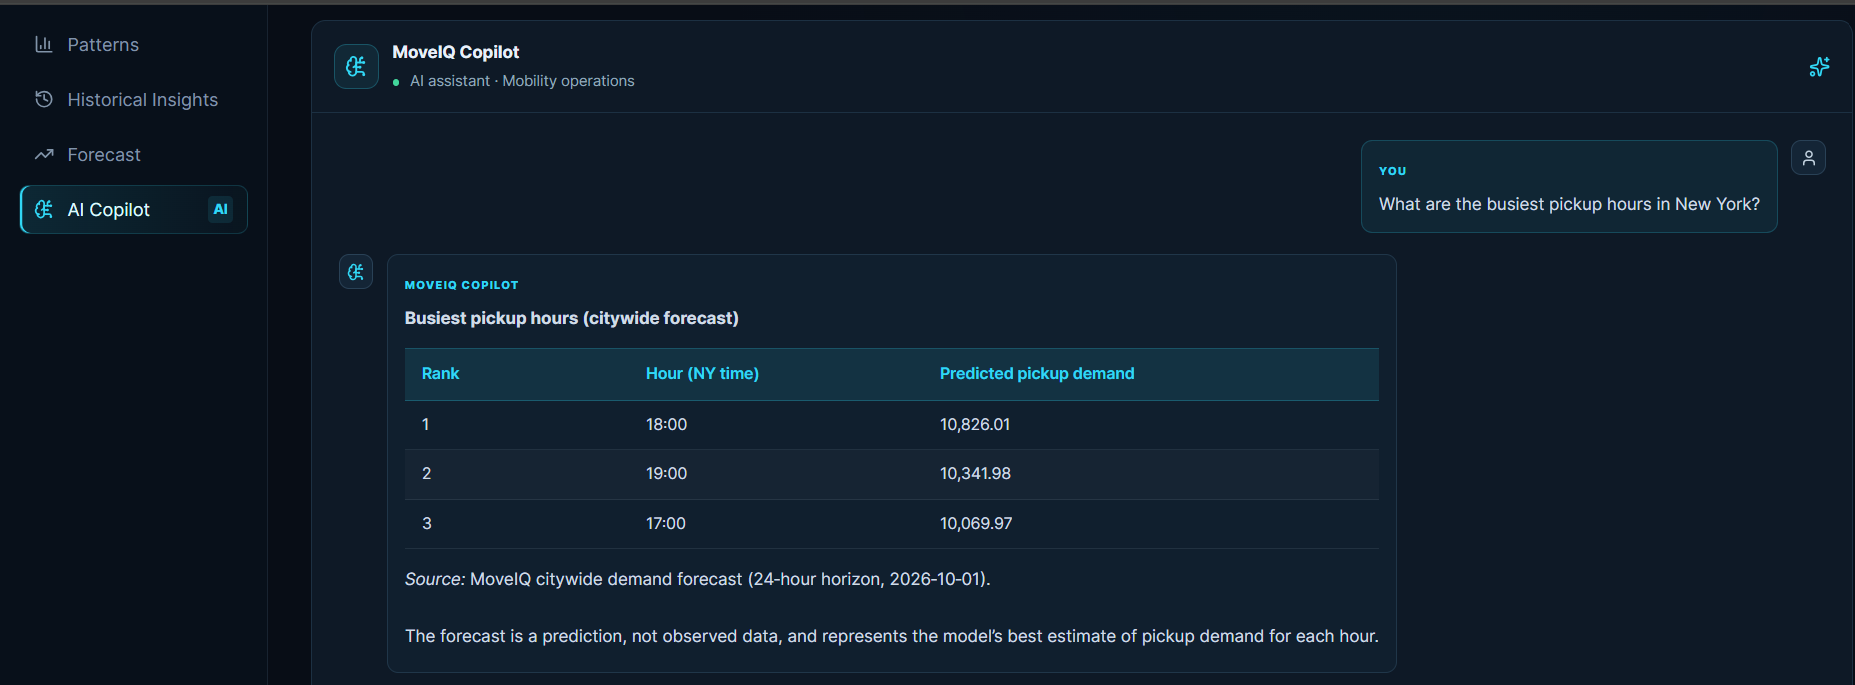 Patterns
Historical Insights
Forecast
AI Copilot AI
MoveIQ Copilot
AI assistant · Mobility operations
YOU
What are the busiest pickup hours in New York?
MOVEIQ COPILOT
Busiest pickup hours (citywide forecast)
Rank Hour (NY time) Predicted pickup demand
1 18:00 10,826.01
2 19:00 10,341.98
3 17:00 10,069.97
Source: MoveIQ citywide demand forecast (24-hour horizon, 2026-10-01).
The forecast is a prediction, not observed data, and represents the model’s best estimate of pickup demand for each hour.